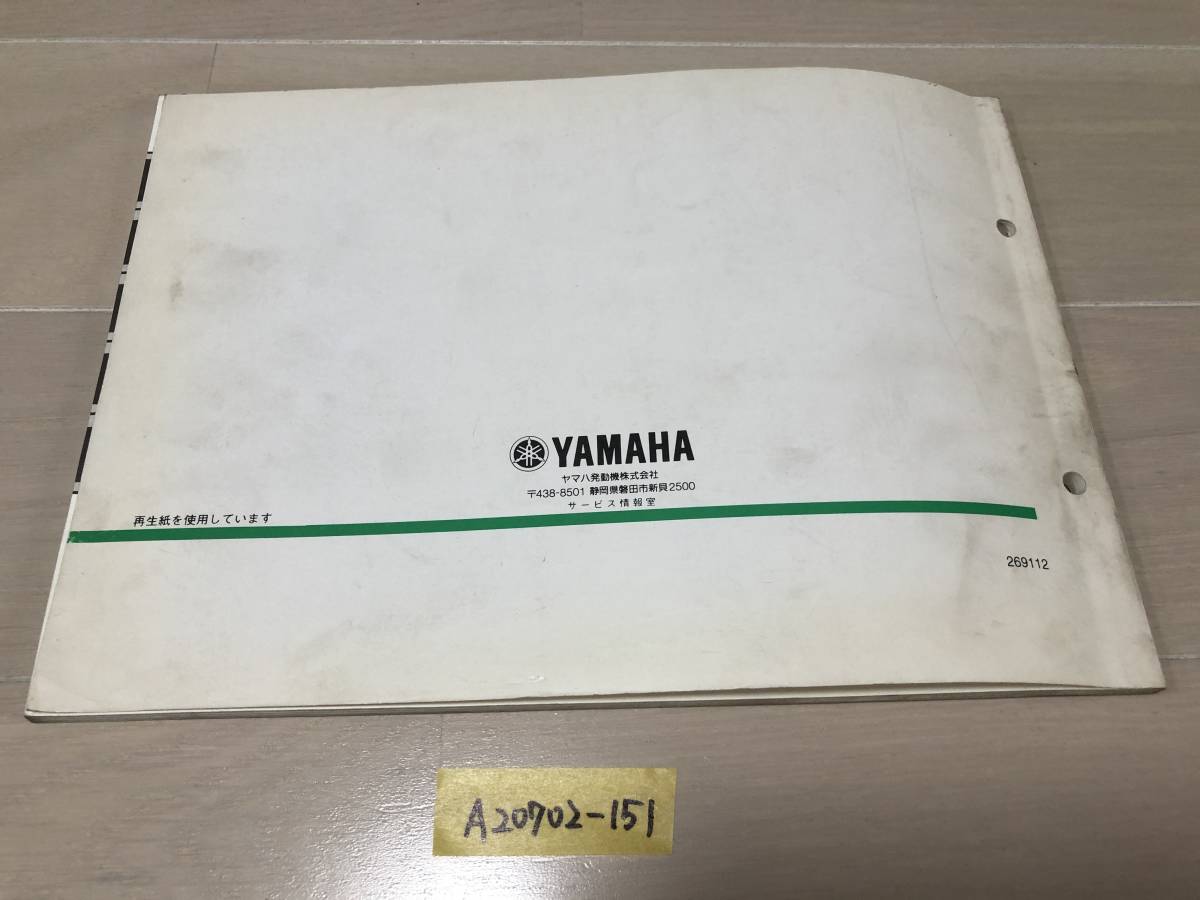 YAMAHA
ヤマハ発動機株式会社
〒438-8501 静岡県磐田市新貝2500
サービス情報室
再生紙を使用しています
269112
A20702-151